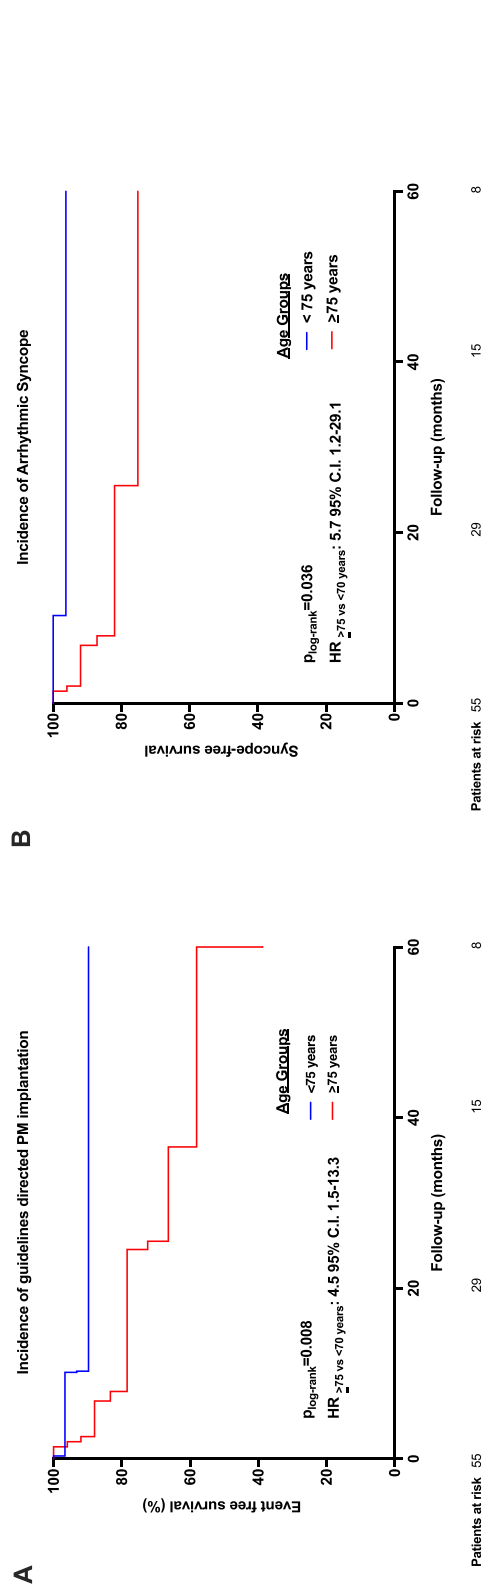 A
Incidence of guidelines directed PM implantation
Event free survival (%)
100
80
60
40
20
0
0
20
40
60
Follow-up (months)
Age Groups
<75 years
≥75 years
plog-rank=0.008
HR ≥75 vs <70 years: 4.5 95% C.I. 1.5-13.3
Patients at risk 55 29 15 8
B
Incidence of Arrhythmic Syncope
Syncope-free survival
100
80
60
40
20
0
0
20
40
60
Follow-up (months)
Age Groups
< 75 years
≥75 years
plog-rank=0.036
HR ≥75 vs <70 years: 5.7 95% C.I. 1.2-29.1
Patients at risk 55 29 15 8